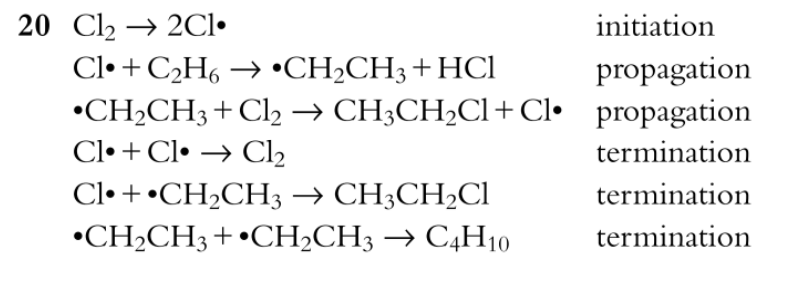 20 Cl₂ → 2Cl• initiation
Cl• + C₂H₆ → •CH₂CH₃ + HCl propagation
•CH₂CH₃ + Cl₂ → CH₃CH₂Cl + Cl• propagation
Cl• + Cl• → Cl₂ termination
Cl• + •CH₂CH₃ → CH₃CH₂Cl termination
•CH₂CH₃ + •CH₂CH₃ → C₄H₁₀ termination